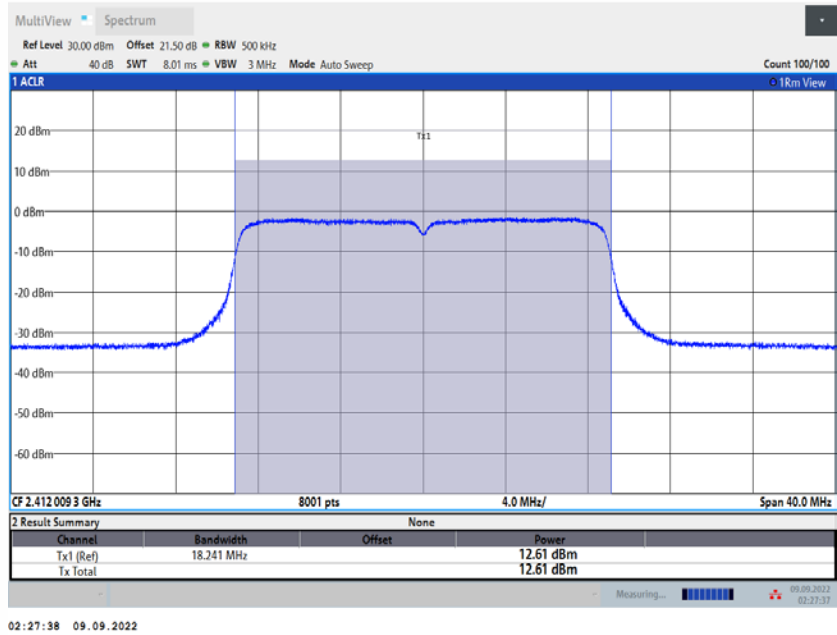 MultiView Spectrum
Ref Level 30.00 dBm Offset 21.50 dB RBW 500 kHz
Att 40 dB SWT 8.01 ms VBW 3 MHz Mode Auto Sweep Count 100/100
1 ACLR 1Rm View
Tx1
20 dBm
10 dBm
0 dBm
-10 dBm
-20 dBm
-30 dBm
-40 dBm
-50 dBm
-60 dBm
CF 2.412 009 3 GHz 8001 pts 4.0 MHz/ Span 40.0 MHz
2 Result Summary None
Channel Bandwidth Offset Power
Tx1 (Ref) 18.241 MHz 12.61 dBm
Tx Total 12.61 dBm
Measuring... 09.09.2022
02:27:37
02:27:38 09.09.2022